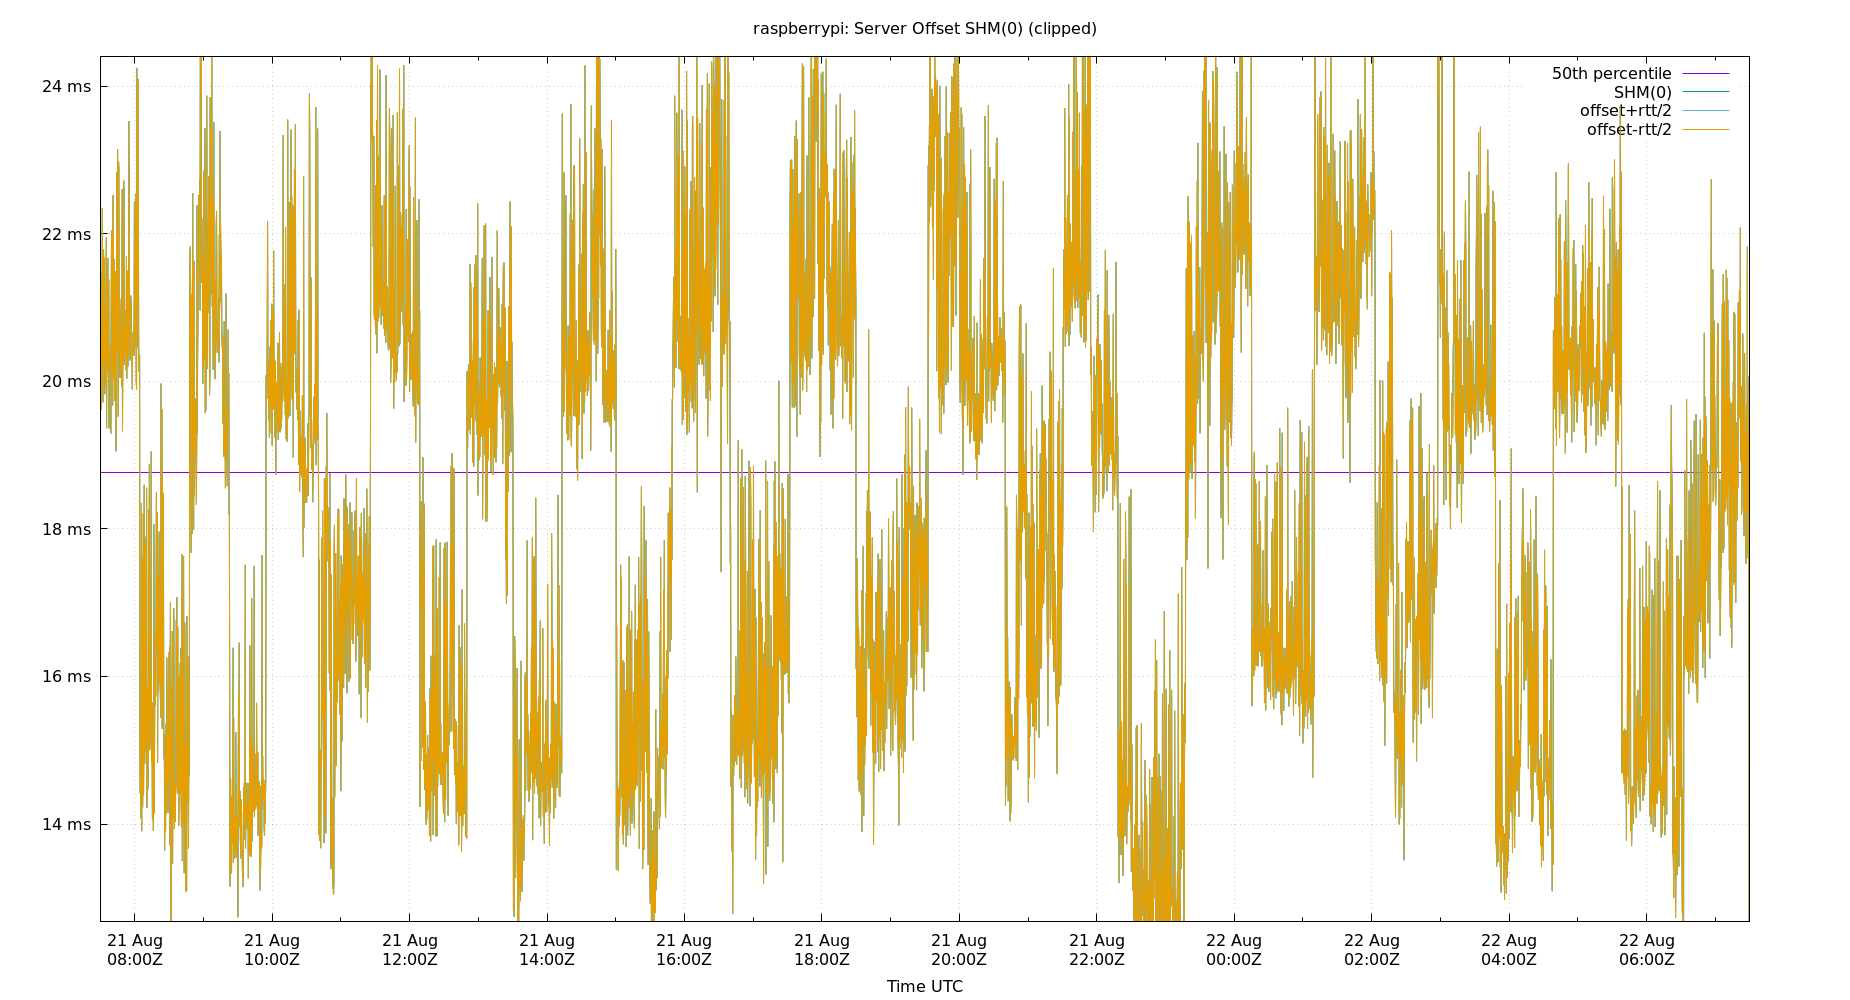 raspberrypi: Server Offset SHM(0) (clipped)
50th percentile
SHM(0)
offset+rtt/2
offset-rtt/2
24 ms
22 ms
20 ms
18 ms
16 ms
14 ms
21 Aug 21 Aug 21 Aug 21 Aug 21 Aug 21 Aug 21 Aug 21 Aug 22 Aug 22 Aug 22 Aug 22 Aug
08:00Z 10:00Z 12:00Z 14:00Z 16:00Z 18:00Z 20:00Z 22:00Z 00:00Z 02:00Z 04:00Z 06:00Z
Time UTC